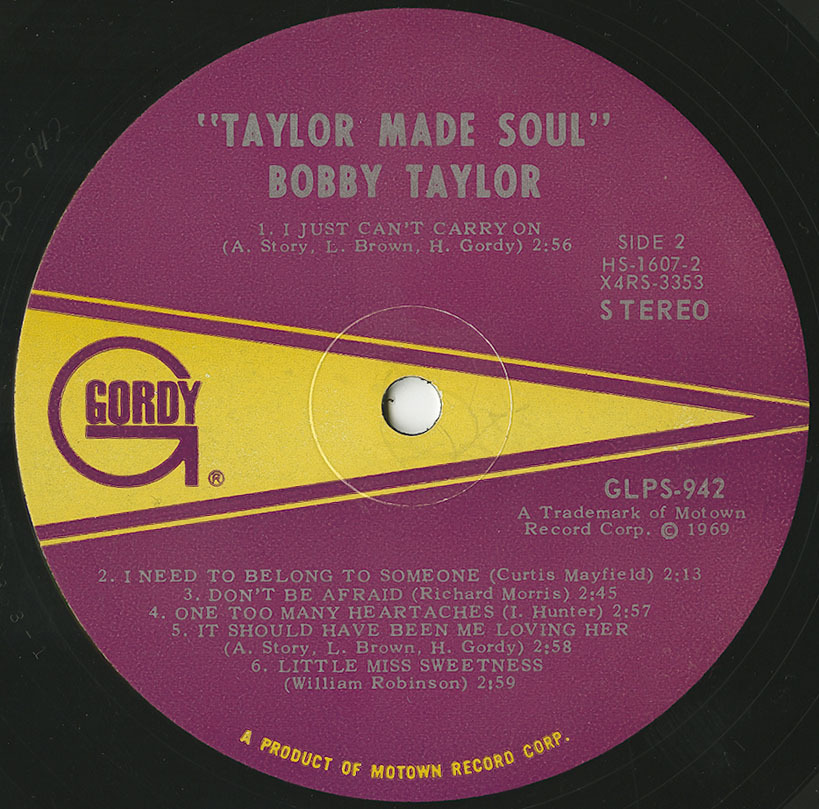 "TAYLOR MADE SOUL"
BOBBY TAYLOR
1. I JUST CAN'T CARRY ON
(A. Story, L. Brown, H. Gordy) 2:56
SIDE 2
HS-1607-2
X4RS-3353
STEREO
GORDY
®
GLPS-942
A Trademark of Motown
Record Corp. © 1969
2. I NEED TO BELONG TO SOMEONE (Curtis Mayfield) 2:13
3. DON'T BE AFRAID (Richard Morris) 2:45
4. ONE TOO MANY HEARTACHES (I. Hunter) 2:57
5. IT SHOULD HAVE BEEN ME LOVING HER
(A. Story, L. Brown, H. Gordy) 2:58
6. LITTLE MISS SWEETNESS
(William Robinson) 2:59
A PRODUCT OF MOTOWN RECORD CORP.